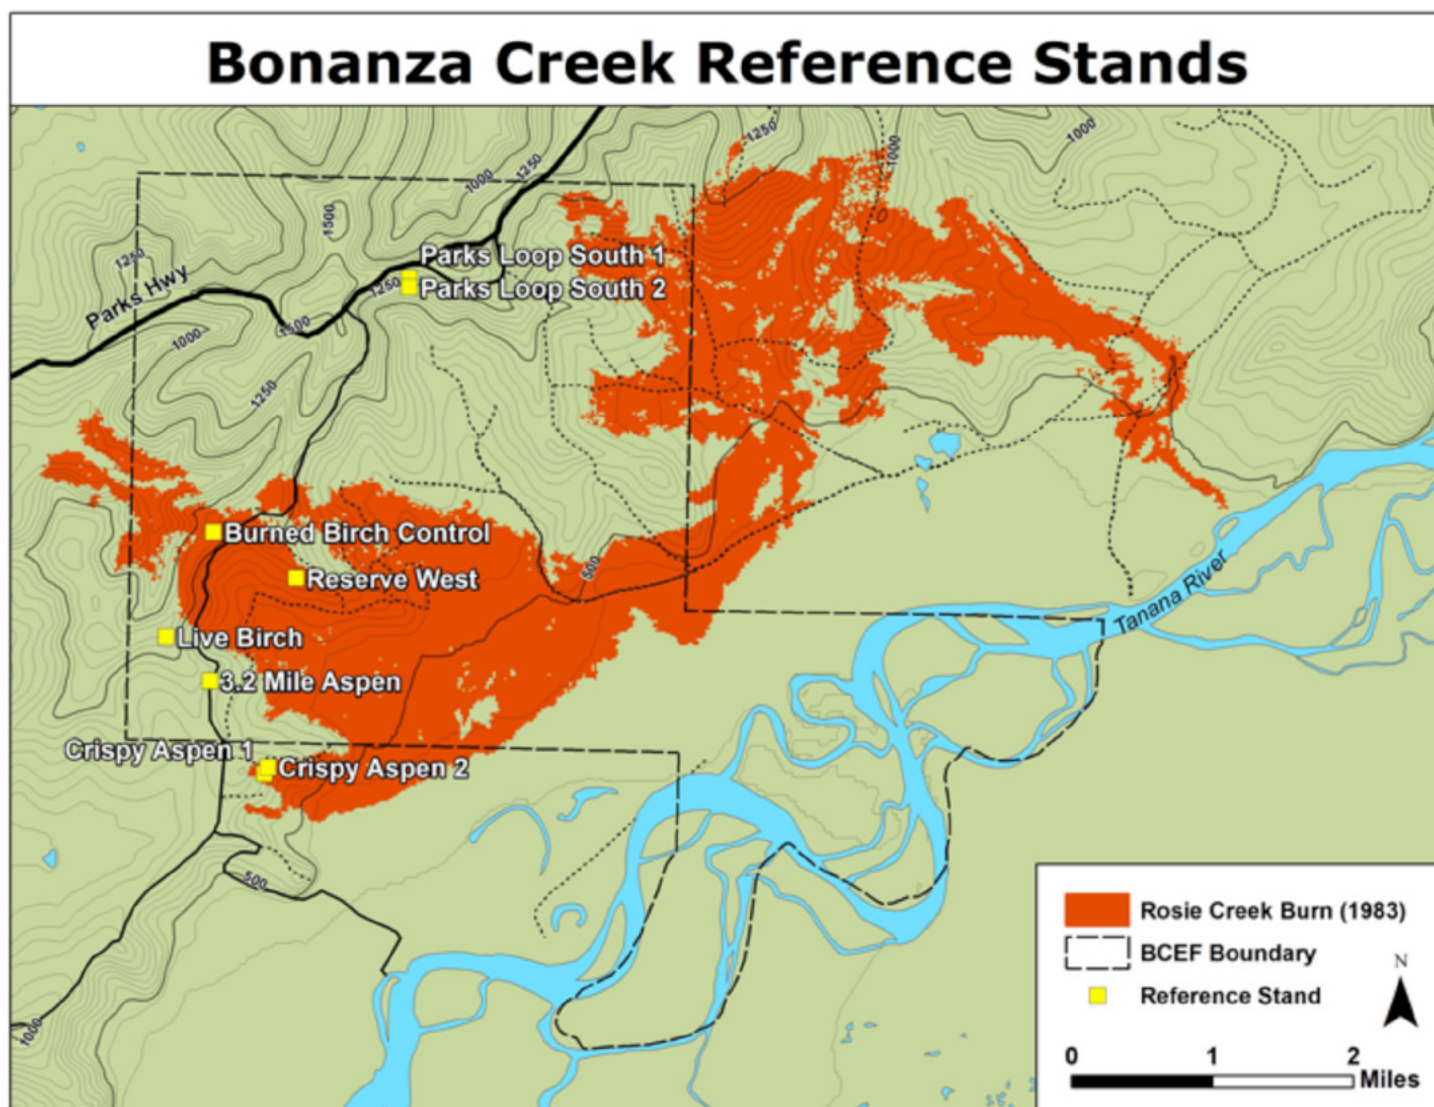 Bonanza Creek Reference Stands
1250
1000
1000
1250
1000
1500
1250
Parks Loop South 1
Parks Hwy
1250
Parks Loop South 2
1500
1000
1250
Burned Birch Control
500
Reserve West
Tanana River
Live Birch
3.2 Mile Aspen
Crispy Aspen 1
Crispy Aspen 2
500
1000
Rosie Creek Burn (1983)
BCEF Boundary
Reference Stand
N
0 1 2
Miles